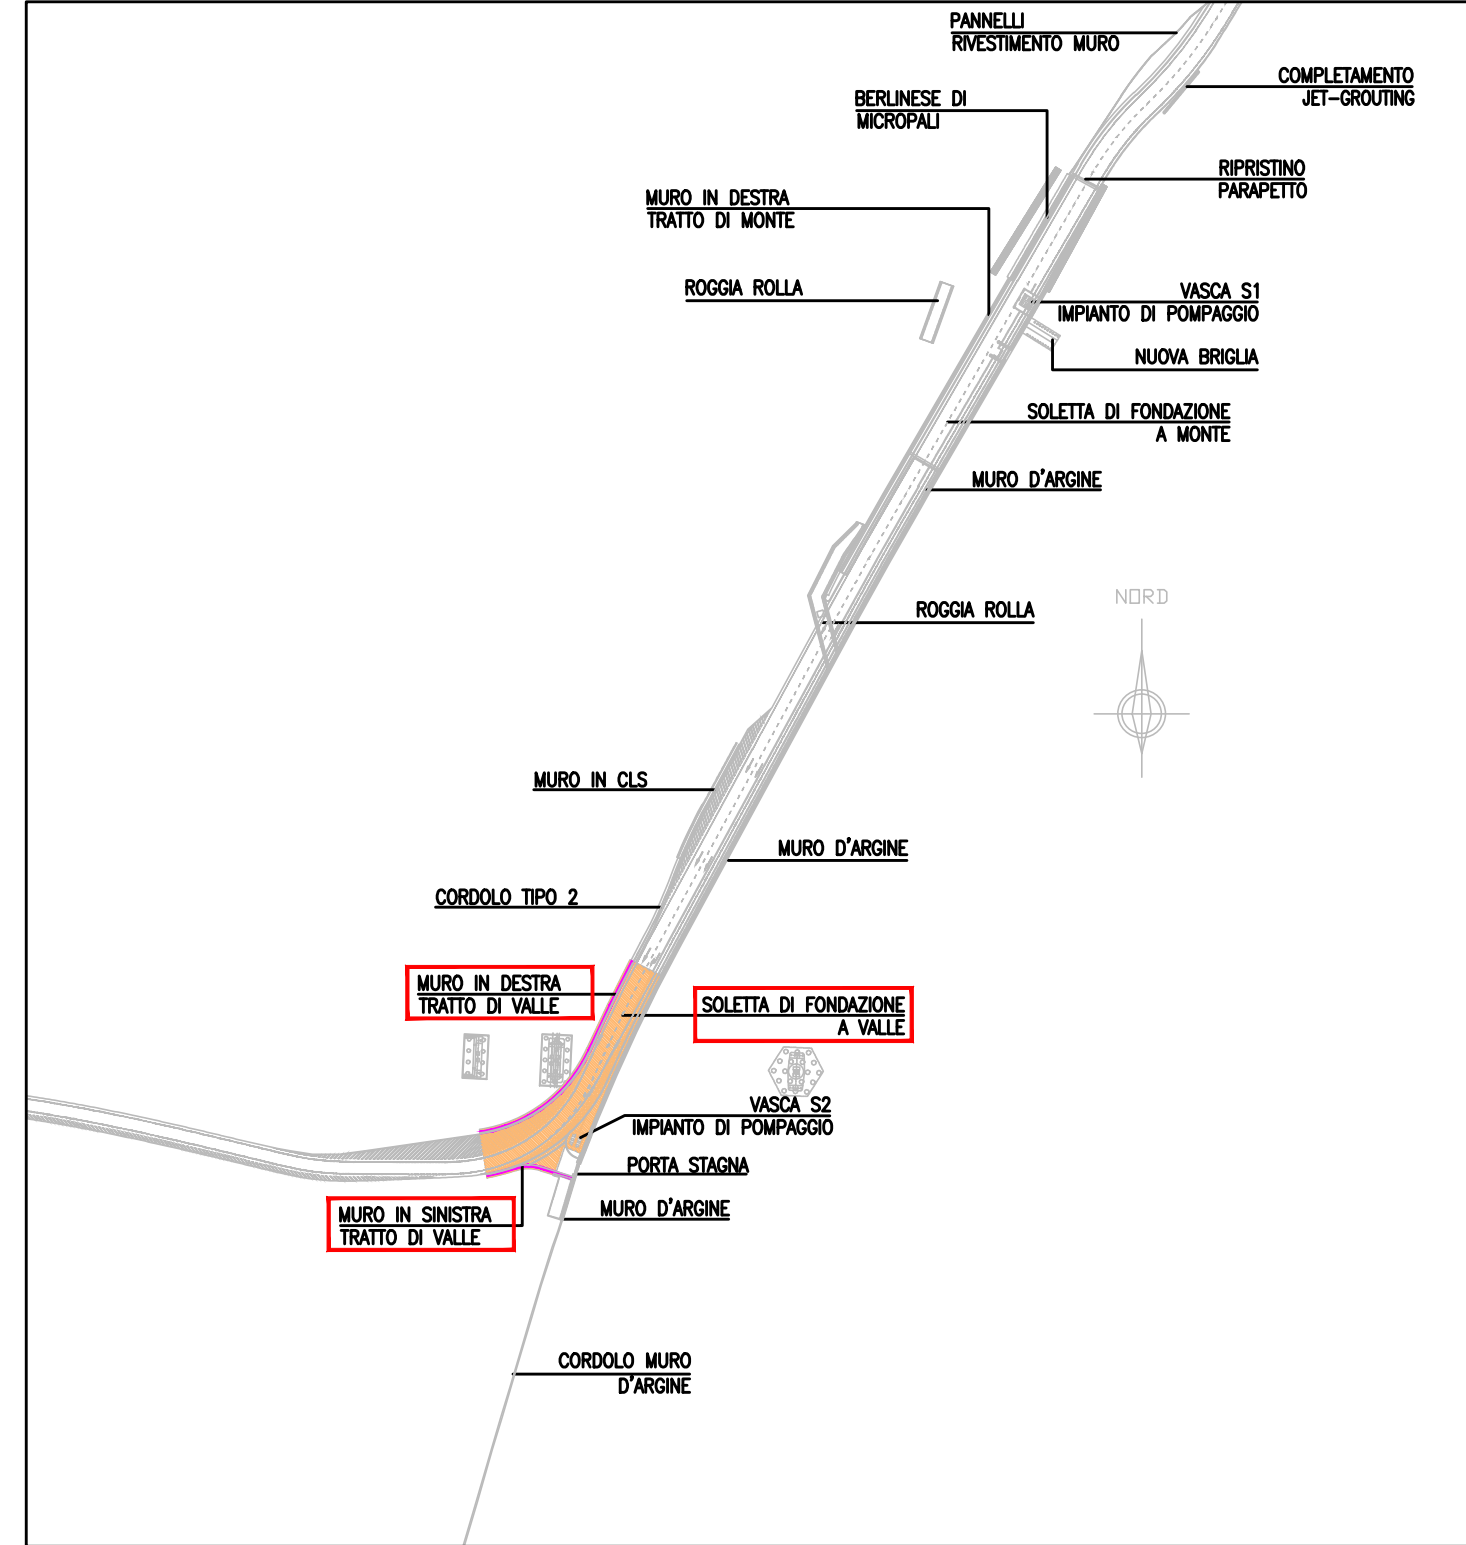 PANNELLI
RIVESTIMENTO MURO
COMPLETAMENTO
JET-GROUTING
BERLINESE DI
MICROPALI
RIPRISTINO
PARAPETTO
MURO IN DESTRA
TRATTO DI MONTE
ROGGIA ROLLA
VASCA S1
IMPIANTO DI POMPAGGIO
NUOVA BRIGLIA
SOLETTA DI FONDAZIONE
A MONTE
MURO D'ARGINE
NORD
ROGGIA ROLLA
MURO IN CLS
MURO D'ARGINE
CORDOLO TIPO 2
MURO IN DESTRA
TRATTO DI VALLE
SOLETTA DI FONDAZIONE
A VALLE
VASCA S2
IMPIANTO DI POMPAGGIO
PORTA STAGNA
MURO IN SINISTRA
TRATTO DI VALLE
MURO D'ARGINE
CORDOLO MURO
D'ARGINE